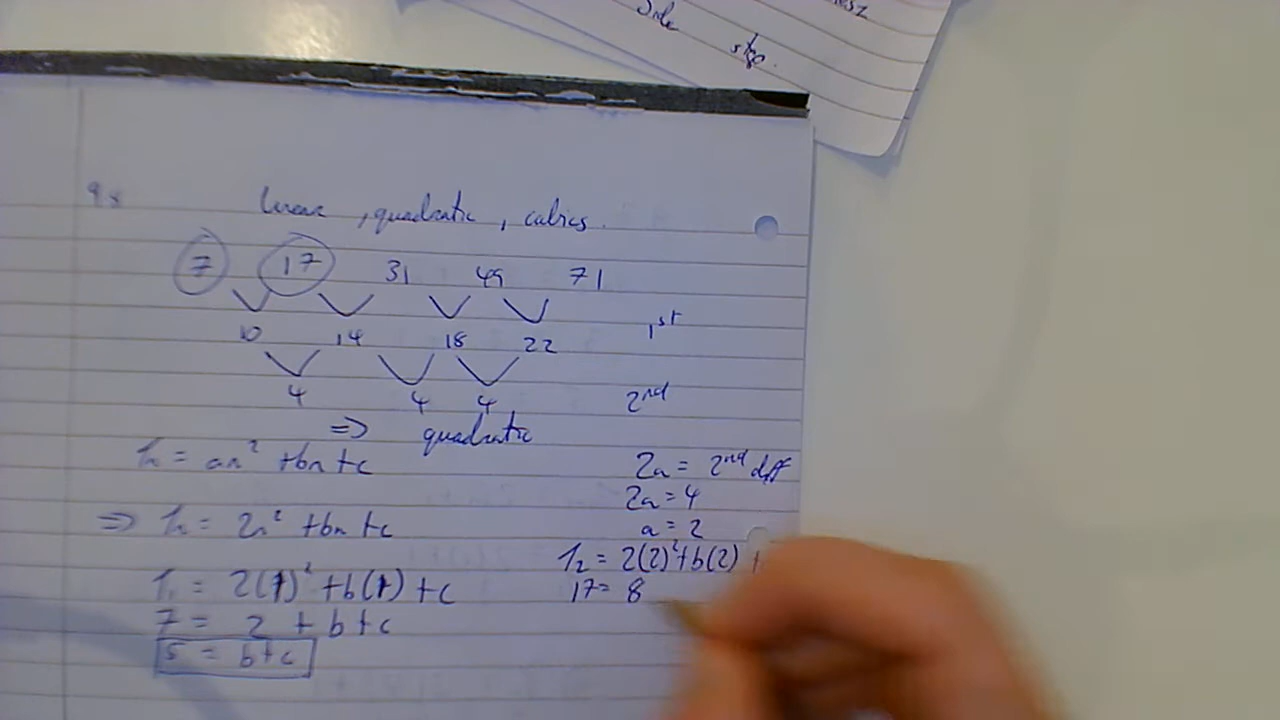 Sale
linear, quadratic, cubics.
7 17 31 49 71
10 14 18 22 1st
4 4 4 2nd
=> quadratic
Tn = an² + bn + c
2a = 2nd diff
2a = 4
a = 2
=> Tn = 2n² + bn + c
T1 = 2(1)² + b(1) + c
7 = 2 + b + c
5 = b + c
T2 = 2(2)² + b(2) +
17 = 8